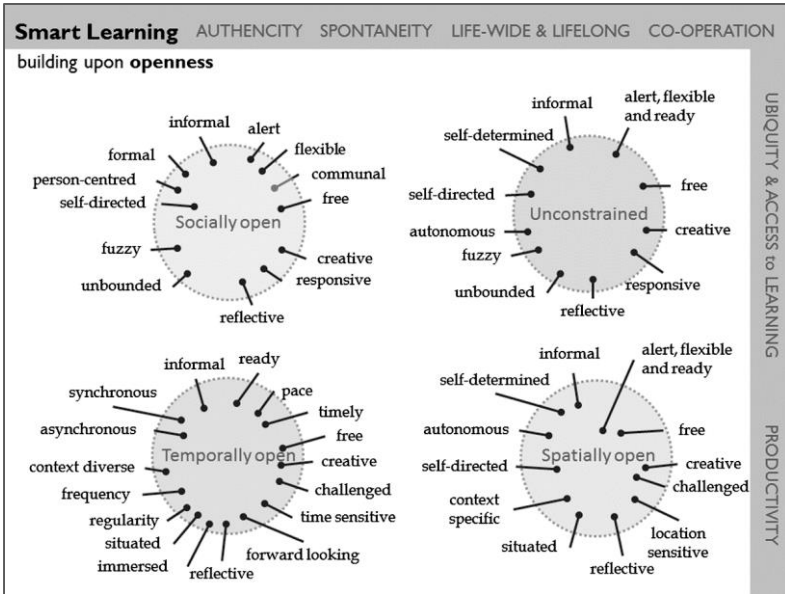 Smart Learning AUTHENCITY SPONTANEITY LIFE-WIDE & LIFELONG CO-OPERATION
building upon openness
UBIQUITY & ACCESS to LEARNING
PRODUCTIVITY
informal
alert
formal
flexible
person-centred
communal
self-directed
free
Socially open
fuzzy
creative
unbounded
responsive
reflective
informal
alert, flexible
and ready
self-determined
self-directed
free
Unconstrained
autonomous
creative
fuzzy
responsive
unbounded
reflective
informal
ready
synchronous
pace
timely
asynchronous
free
Temporally open
context diverse
creative
frequency
challenged
regularity
time sensitive
situated
forward looking
immersed
reflective
informal
alert, flexible
and ready
self-determined
autonomous
free
Spatially open
self-directed
creative
challenged
context
specific
location
sensitive
situated
reflective